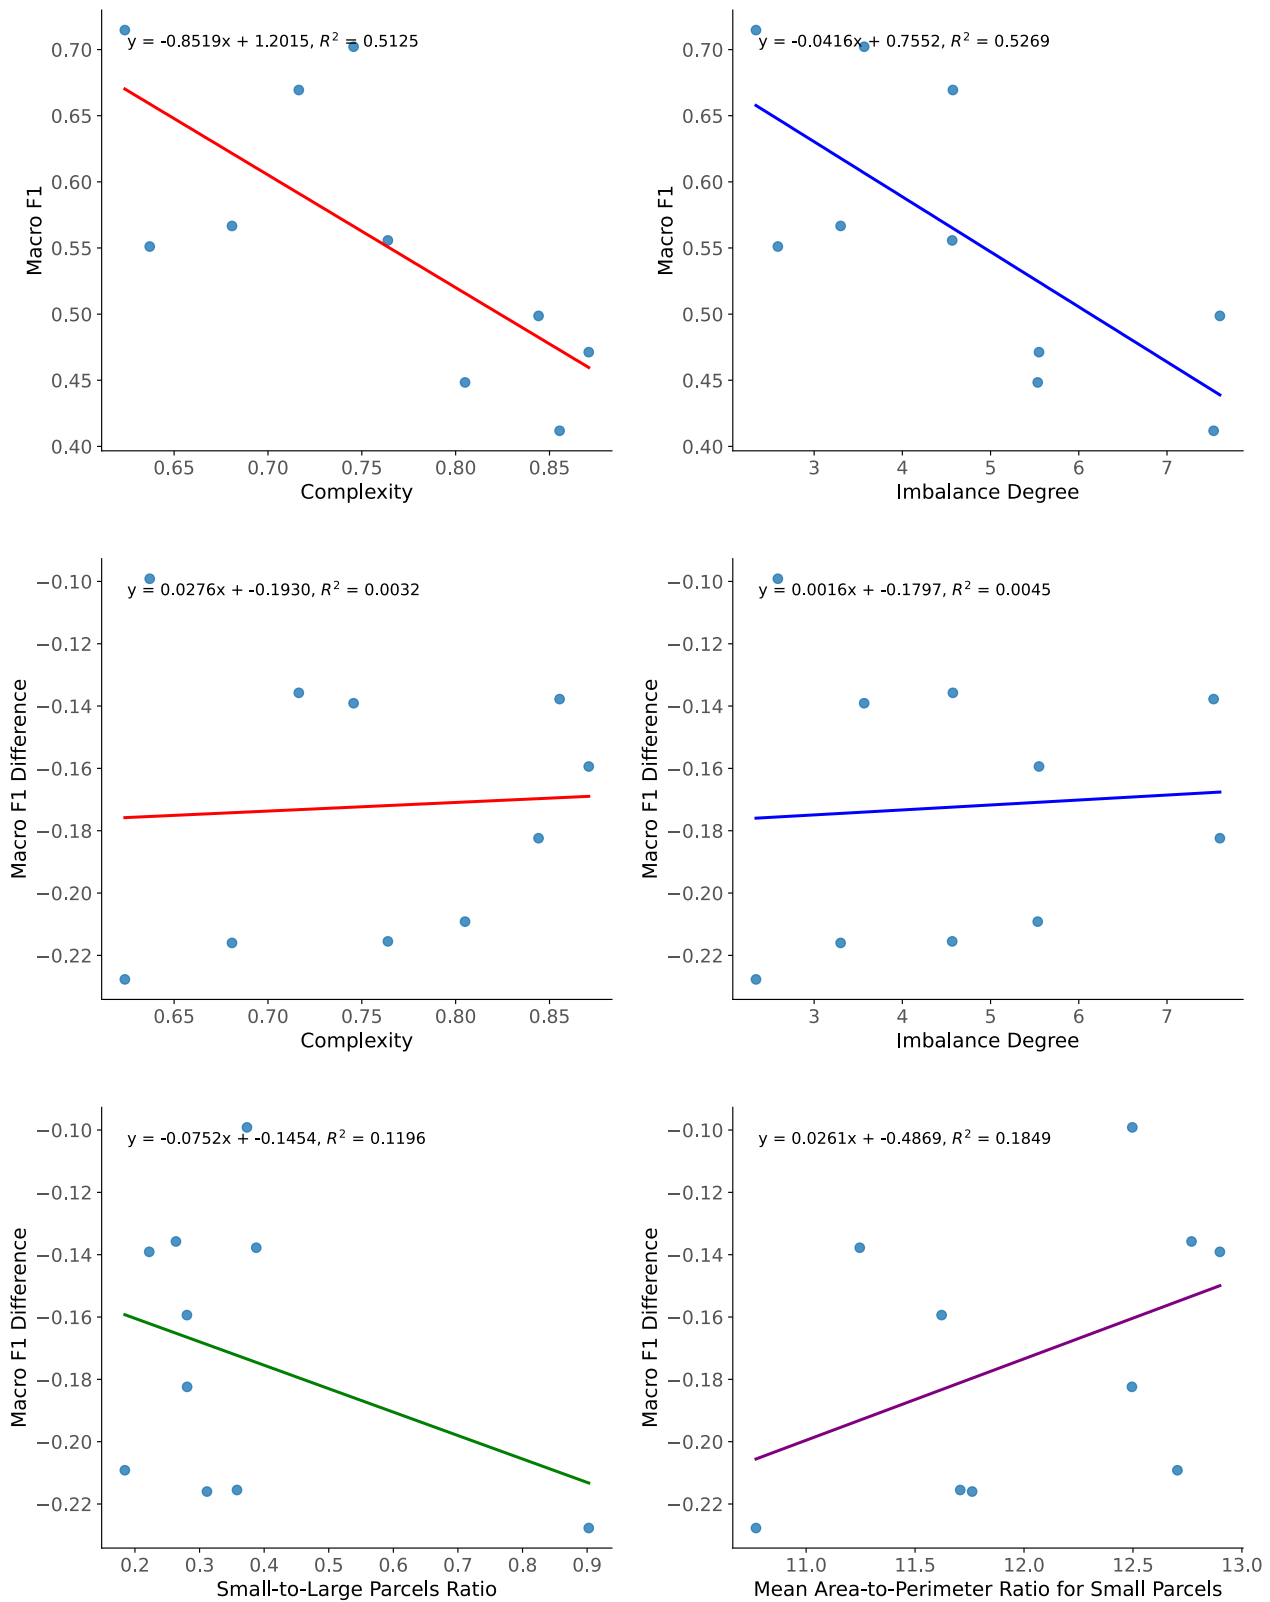 y = -0.8519x + 1.2015, R² = 0.5125
0.70
0.65
0.60
0.55
0.50
0.45
0.40
Macro F1
0.65 0.70 0.75 0.80 0.85
Complexity
y = -0.0416x + 0.7552, R² = 0.5269
0.70
0.65
0.60
0.55
0.50
0.45
0.40
Macro F1
3 4 5 6 7
Imbalance Degree
y = 0.0276x + -0.1930, R² = 0.0032
−0.10
−0.12
−0.14
−0.16
−0.18
−0.20
−0.22
Macro F1 Difference
0.65 0.70 0.75 0.80 0.85
Complexity
y = 0.0016x + -0.1797, R² = 0.0045
−0.10
−0.12
−0.14
−0.16
−0.18
−0.20
−0.22
Macro F1 Difference
3 4 5 6 7
Imbalance Degree
y = -0.0752x + -0.1454, R² = 0.1196
−0.10
−0.12
−0.14
−0.16
−0.18
−0.20
−0.22
Macro F1 Difference
0.2 0.3 0.4 0.5 0.6 0.7 0.8 0.9
Small-to-Large Parcels Ratio
y = 0.0261x + -0.4869, R² = 0.1849
−0.10
−0.12
−0.14
−0.16
−0.18
−0.20
−0.22
Macro F1 Difference
11.0 11.5 12.0 12.5 13.0
Mean Area-to-Perimeter Ratio for Small Parcels